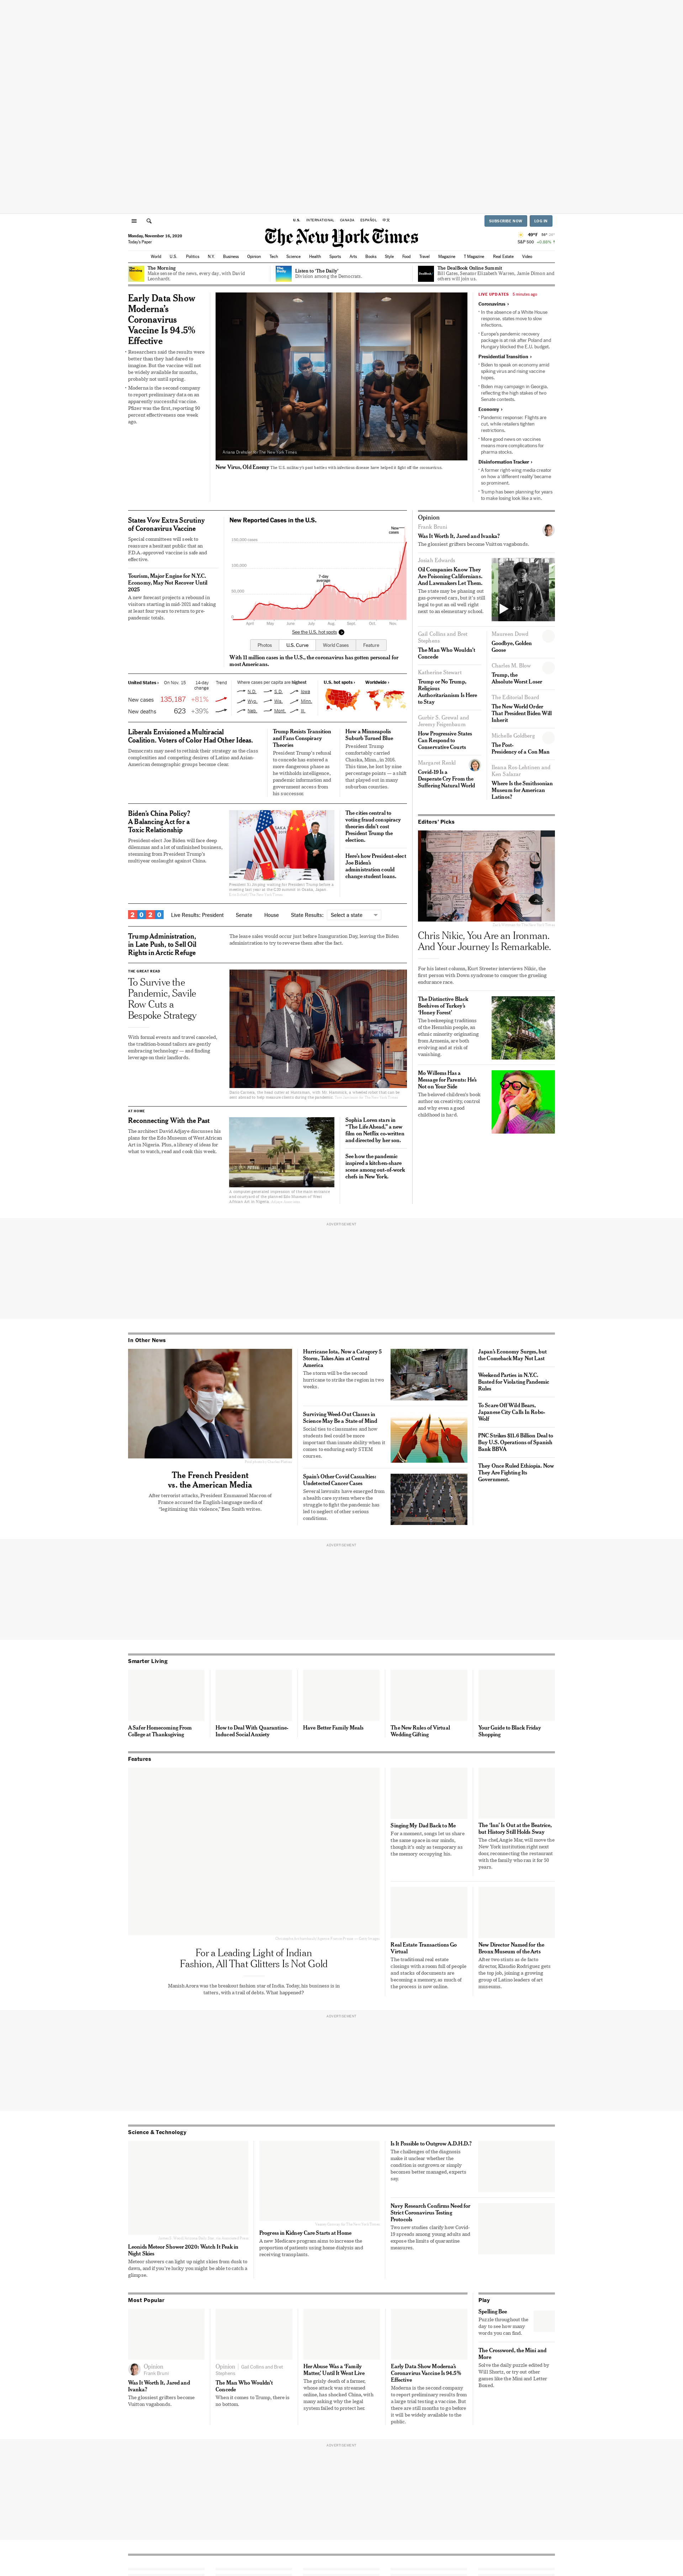 INTERNATIONAL CANADA ESPAÑOL 中文
SUBSCRIBE NOW LOG IN
Monday, November 16, 2020
Today's Paper
The New York Times
S&P 500 +0.88%
World U.S. Politics N.Y. Business Opinion Tech Science Health Sports Arts Books Style Food Travel Magazine T Magazine Real Estate Video
The Morning
Make sense of the news, every day, with David
Leonhardt.
Listen to 'The Daily'
Division among the Democrats.
The DealBook Online Summit
Bill Gates, Senator Elizabeth Warren, Jamie Dimon and
others will join us.
Early Data Show
Moderna's
Coronavirus
Vaccine Is 94.5%
Effective
Researchers said the results were
better than they had dared to
imagine. But the vaccine will not
be widely available for months,
probably not until spring.
Moderna is the second company
to report preliminary data on an
apparently successful vaccine.
Pfizer was the first, reporting 90
percent effectiveness one week
ago.
New Virus, Old Enemy The U.S. military's past battles with infectious disease have helped it fight off the coronavirus.
LIVE UPDATES 5 minutes ago
Coronavirus ›
In the absence of a White House
response, states move to slow
infections.
Europe's pandemic recovery
package is at risk after Poland and
Hungary blocked the E.U. budget.
Presidential Transition ›
Biden to speak on economy amid
spiking virus and rising vaccine
hopes.
Biden may campaign in Georgia,
reflecting the high stakes of two
Senate contests.
Economy ›
Pandemic response: Flights are
cut, while retailers tighten
restrictions.
More good news on vaccines
means more complications for
pharma stocks.
Disinformation Tracker ›
A former right-wing media creator
on how a 'different reality' became
so prominent.
Trump has been planning for years
to make losing look like a win.
States Vow Extra Scrutiny
of Coronavirus Vaccine
Special committees will seek to
reassure a hesitant public that an
F.D.A.-approved vaccine is safe and
effective.
Tourism, Major Engine for N.Y.C.
Economy, May Not Recover Until
2025
A new forecast projects a rebound in
visitors starting in mid-2021 and taking
at least four years to return to pre-
pandemic totals.
New Reported Cases in the U.S.
New
cases
150,000 cases
100,000
7-day
average
50,000
April May June July Aug. Sept. Oct. Nov.
See the U.S. hot spots
Photos U.S. Curve World Cases Feature
With 11 million cases in the U.S., the coronavirus has gotten personal for
most Americans.
United States › On Nov. 15 14-day change Trend
New cases 135,187 +81%
New deaths 623 +39%
Where cases per capita are highest
N.D. S.D. Iowa
Wyo. Wis. Minn.
Neb. Mont. Ill.
U.S. hot spots › Worldwide ›
Liberals Envisioned a Multiracial
Coalition. Voters of Color Had Other Ideas.
Democrats may need to rethink their strategy as the class
complexities and competing desires of Latino and Asian-
American demographic groups become clear.
Trump Resists Transition
and Fans Conspiracy
Theories
President Trump's refusal
to concede has entered a
more dangerous phase as
he withholds intelligence,
pandemic information and
government access from
his successor.
How a Minneapolis
Suburb Turned Blue
President Trump
comfortably carried
Chaska, Minn., in 2016.
This time, he lost by nine
percentage points — a shift
that played out in many
suburban counties.
Biden's China Policy?
A Balancing Act for a
Toxic Relationship
President-elect Joe Biden will face deep
dilemmas and a lot of unfinished business,
stemming from President Trump's
multiyear onslaught against China.
The cities central to
voting fraud conspiracy
theories didn't cost
President Trump the
election.
Here's how President-elect
Joe Biden's
administration could
change student loans.
2020 Live Results: President Senate House State Results: Select a state
Trump Administration,
in Late Push, to Sell Oil
Rights in Arctic Refuge
The lease sales would occur just before Inauguration Day, leaving the Biden
administration to try to reverse them after the fact.
THE GREAT READ
To Survive the
Pandemic, Savile
Row Cuts a
Bespoke Strategy
With formal events and travel canceled,
the tradition-bound tailors are gently
embracing technology — and finding
leverage on their landlords.
AT HOME
Reconnecting With the Past
The architect David Adjaye discusses his
plans for the Edo Museum of West African
Art in Nigeria. Plus, a library of ideas for
what to watch, read and cook this week.
Sophia Loren stars in
"The Life Ahead," a new
film on Netflix co-written
and directed by her son.
See how the pandemic
inspired a kitchen-share
scene among out-of-work
chefs in New York.
Opinion
Frank Bruni
Was It Worth It, Jared and Ivanka?
The glossiest grifters become Vuitton vagabonds.
Josiah Edwards
Oil Companies Know They
Are Poisoning Californians.
And Lawmakers Let Them.
The state may be phasing out
gas-powered cars, but it's still
legal to put an oil well right
next to an elementary school.
Gail Collins and Bret
Stephens
The Man Who Wouldn't
Concede
Katherine Stewart
Trump or No Trump,
Religious
Authoritarianism Is Here
to Stay
Gurbir S. Grewal and
Jeremy Feigenbaum
How Progressive States
Can Respond to
Conservative Courts
Margaret Renkl
Covid-19 Is a
Desperate Cry From the
Suffering Natural World
Maureen Dowd
Goodbye, Golden
Goose
Charles M. Blow
Trump, the
Absolute Worst Loser
The Editorial Board
The New World Order
That President Biden Will
Inherit
Michelle Goldberg
The Post-
Presidency of a Con Man
Ileana Ros-Lehtinen and
Ken Salazar
Where Is the Smithsonian
Museum for American
Latinos?
Editors' Picks
Chris Nikic, You Are an Ironman.
And Your Journey Is Remarkable.
For his latest column, Kurt Streeter interviews Nikic, the
first person with Down syndrome to conquer the grueling
endurance race.
The Distinctive Black
Beehives of Turkey's
'Honey Forest'
The beekeeping traditions
of the Hemshin people, an
ethnic minority originating
from Armenia, are both
evolving and at risk of
vanishing.
Mo Willems Has a
Message for Parents: He's
Not on Your Side
The beloved children's book
author on creativity, control
and why even a good
childhood is hard.
ADVERTISEMENT
In Other News
The French President
vs. the American Media
After terrorist attacks, President Emmanuel Macron of
France accused the English-language media of
"legitimizing this violence," Ben Smith writes.
Hurricane Iota, Now a Category 5
Storm, Takes Aim at Central
America
The storm will be the second
hurricane to strike the region in two
weeks.
Surviving Weed-Out Classes in
Science May Be a State of Mind
Social ties to classmates and how
students feel could be more
important than innate ability when it
comes to enduring early STEM
courses.
Spain's Other Covid Casualties:
Undetected Cancer Cases
Several lawsuits have emerged from
a health care system where the
struggle to fight the pandemic has
led to neglect of other serious
conditions.
Japan's Economy Surges, but
the Comeback May Not Last
Weekend Parties in N.Y.C.
Busted for Violating Pandemic
Rules
To Scare Off Wild Bears,
Japanese City Calls In Robo-
Wolf
PNC Strikes $11.6 Billion Deal to
Buy U.S. Operations of Spanish
Bank BBVA
They Once Ruled Ethiopia. Now
They Are Fighting Its
Government.
ADVERTISEMENT
Smarter Living
A Safer Homecoming From
College at Thanksgiving
How to Deal With Quarantine-
Induced Social Anxiety
Have Better Family Meals
The New Rules of Virtual
Wedding Gifting
Your Guide to Black Friday
Shopping
Features
For a Leading Light of Indian
Fashion, All That Glitters Is Not Gold
Manish Arora was the breakout fashion star of India. Today, his business is in
tatters, with a trail of debts. What happened?
Singing My Dad Back to Me
For a moment, songs let us share
the same space in our minds,
though it's only as temporary as
the memory occupying his.
The 'Inn' Is Out at the Beatrice,
but History Still Holds Sway
The chef, Angie Mar, will move the
New York institution right next
door, reconnecting the restaurant
with the family who ran it for 50
years.
Real Estate Transactions Go
Virtual
The traditional real estate
closings with a room full of people
and stacks of documents are
becoming a memory, as much of
the process is now online.
New Director Named for the
Bronx Museum of the Arts
After two stints as de facto
director, Klaudio Rodriguez gets
the top job, joining a growing
group of Latino leaders of art
museums.
ADVERTISEMENT
Science & Technology
Leonids Meteor Shower 2020: Watch It Peak in
Night Skies
Meteor showers can light up night skies from dusk to
dawn, and if you're lucky you might be able to catch a
glimpse.
Progress in Kidney Care Starts at Home
A new Medicare program aims to increase the
proportion of patients using home dialysis and
receiving transplants.
Is It Possible to Outgrow A.D.H.D.?
The challenges of the diagnosis
make it unclear whether the
condition is outgrown or simply
becomes better managed, experts
say.
Navy Research Confirms Need for
Strict Coronavirus Testing
Protocols
Two new studies clarify how Covid-
19 spreads among young adults and
expose the limits of quarantine
measures.
Most Popular
Opinion
Frank Bruni
Was It Worth It, Jared and
Ivanka?
The glossiest grifters become
Vuitton vagabonds.
Opinion | Gail Collins and Bret
Stephens
The Man Who Wouldn't
Concede
When it comes to Trump, there is
no bottom.
Her Abuse Was a 'Family
Matter,' Until It Went Live
The grisly death of a farmer,
whose attack was streamed
online, has shocked China, with
many asking why the legal
system failed to protect her.
Early Data Show Moderna's
Coronavirus Vaccine Is 94.5%
Effective
Moderna is the second company
to report preliminary results from
a large trial testing a vaccine. But
there are still months to go before
it will be widely available to the
public.
Play
Spelling Bee
Puzzle throughout the
day to see how many
words you can find.
The Crossword, the Mini and
More
Solve the daily puzzle edited by
Will Shortz, or try out other
games like the Mini and Letter
Boxed.
ADVERTISEMENT